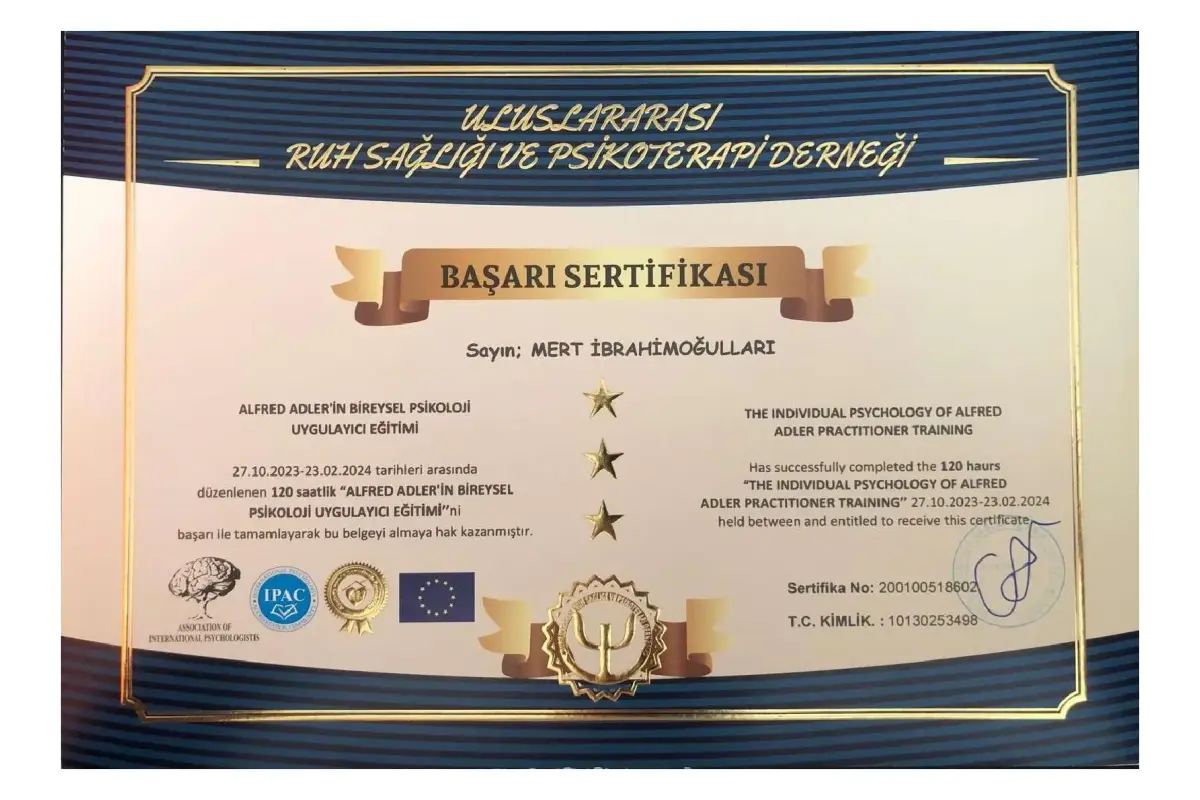 ULUSLARARASI
RUH SAĞLIĞI VE PSİKOTERAPİ DERNEĞİ
BAŞARI SERTİFİKASI
Sayın; MERT İBRAHİMOĞULLARI
ALFRED ADLER'İN BİREYSEL PSİKOLOJİ
UYGULAYICI EĞİTİMİ
27.10.2023-23.02.2024 tarihleri arasında
düzenlenen 120 saatlik “ALFRED ADLER'İN BİREYSEL
PSİKOLOJİ UYGULAYICI EĞİTİMİ”ni
başarı ile tamamlayarak bu belgeyi almaya hak kazanmıştır.
THE INDIVIDUAL PSYCHOLOGY OF ALFRED
ADLER PRACTITIONER TRAINING
Has successfully completed the 120 haurs
“THE INDIVIDUAL PSYCHOLOGY OF ALFRED
ADLER PRACTITIONER TRAINING” 27.10.2023-23.02.2024
held between and entitled to receive this certificate
ASSOCIATION OF
INTERNATIONAL PSYCHOLOGISTIS
IPAC
Sertifika No: 200100518602
T.C. KİMLİK. : 10130253498